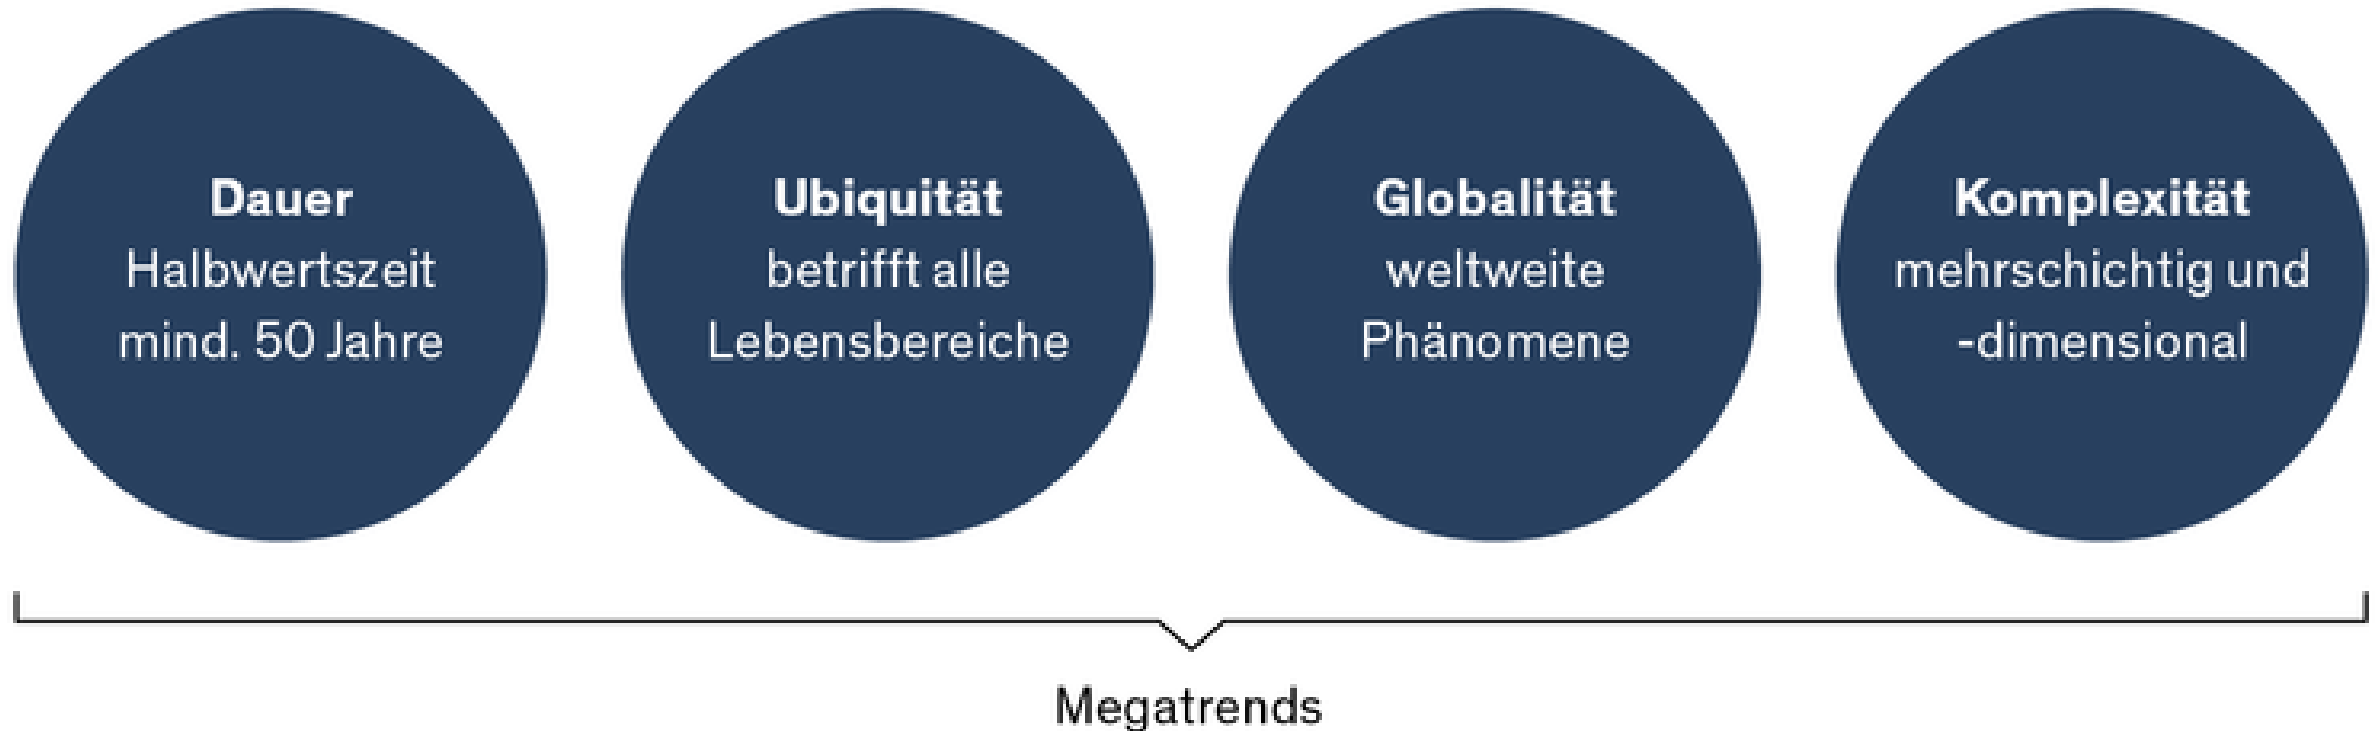 Dauer
Halbwertszeit
mind. 50 Jahre
Ubiquität
betrifft alle
Lebensbereiche
Globalität
weltweite
Phänomene
Komplexität
mehrschichtig und
-dimensional
Megatrends